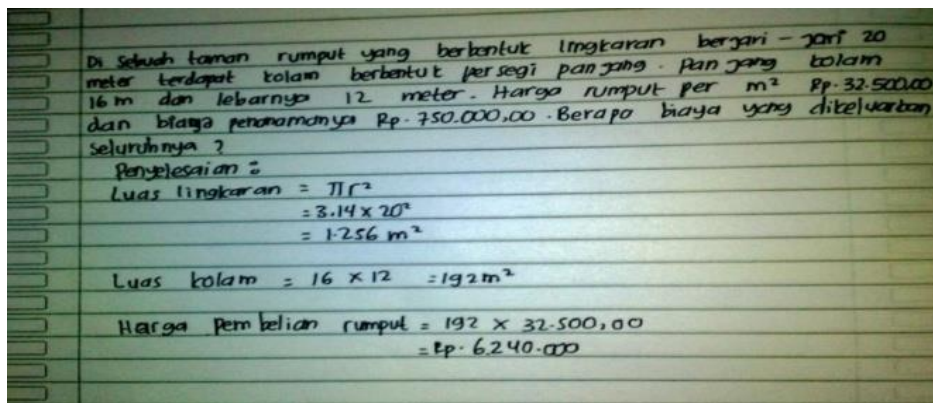 Di sebuah taman rumput yang berbentuk lingkaran berjari - jari 20
meter terdapat kolam berbentuk persegi panjang. Panjang kolam
16 m dan lebarnya 12 meter. Harga rumput per m² Rp. 32.500,00
dan biaya penanamanya Rp. 750.000,00. Berapa biaya yang dikeluarkan
seluruhnya ?
Penyelesaian :
Luas lingkaran = πr²
= 3.14 x 20²
= 1.256 m²
Luas kolam = 16 x 12 = 192 m²
Harga pembelian rumput = 192 x 32.500,00
= Rp. 6.240.000